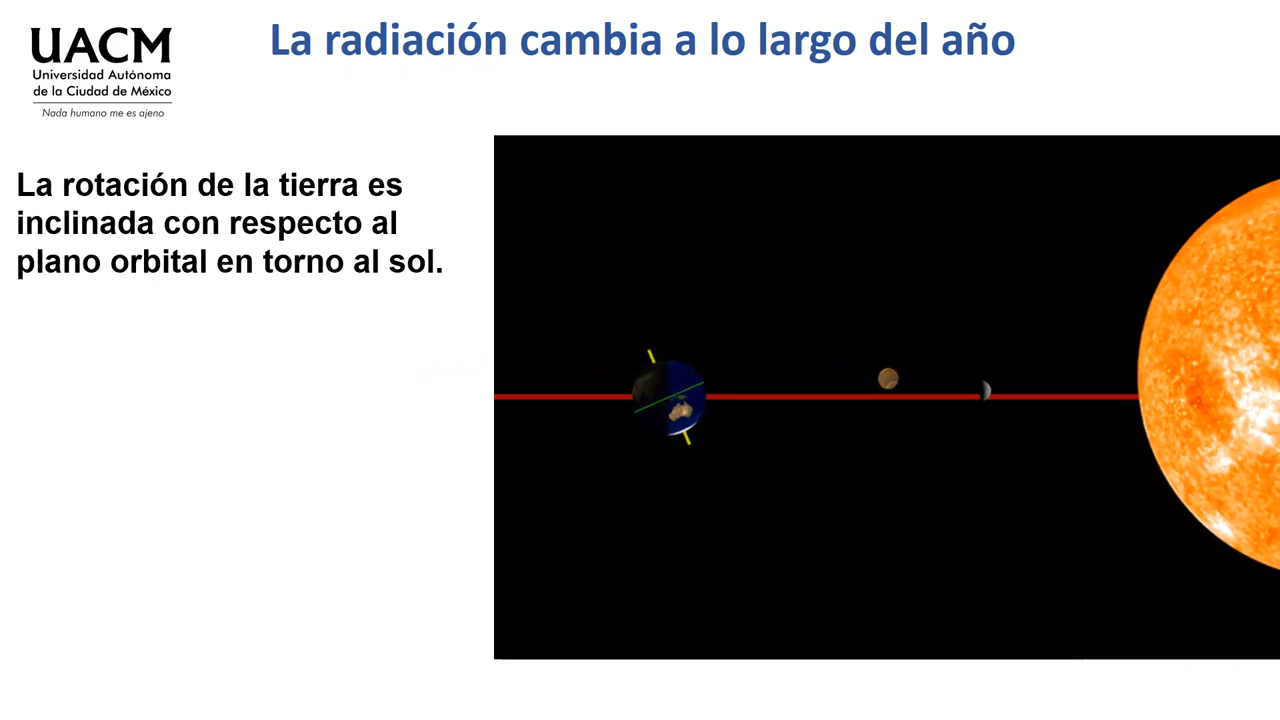 La radiación cambia a lo largo del año
UACM
Universidad Autónoma
de la Ciudad de México
Nada humano me es ajeno
La rotación de la tierra es
inclinada con respecto al
plano orbital en torno al sol.